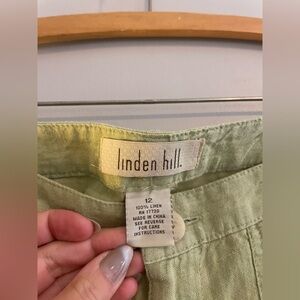 linden hill.
12
100% LINEN
RN 17730
MADE IN CHINA
SEE REVERSE
FOR CARE
INSTRUCTIONS